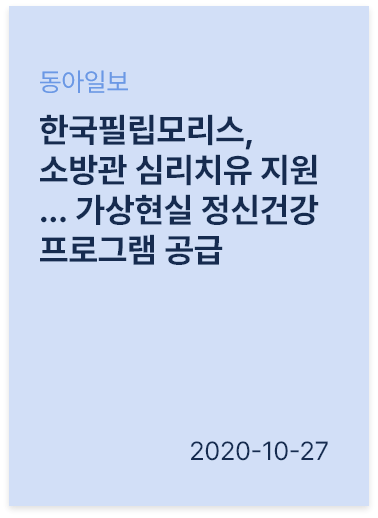 동아일보
한국필립모리스,
소방관 심리치유 지원
... 가상현실 정신건강
프로그램 공급
2020-10-27